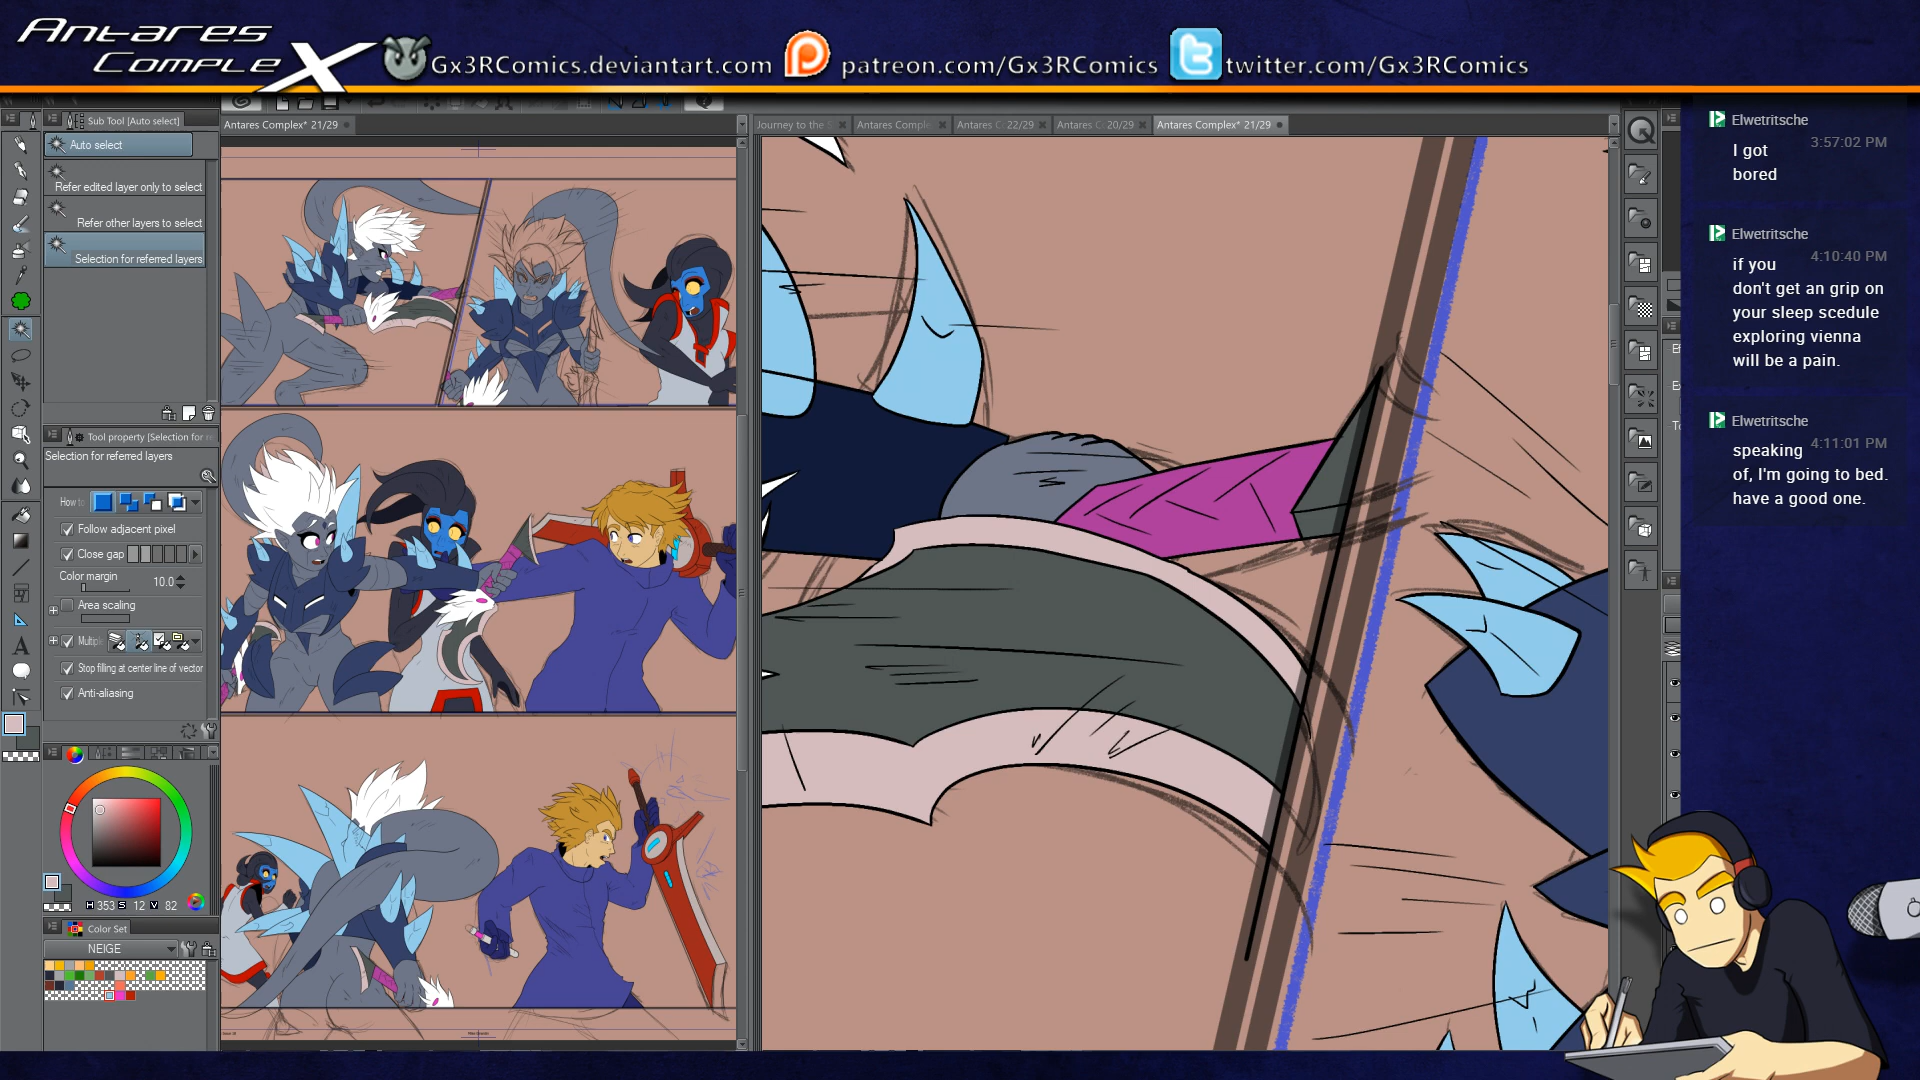 Antares
Complex
Gx3RComics.deviantart.com
patreon.com/Gx3RComics
twitter.com/Gx3RComics
Sub Tool [Auto select]
Auto select
Refer edited layer only to select
Refer other layers to select
Selection for referred layers
Tool property [Selection for
Selection for referred layers
How to
Follow adjacent pixel
Close gap
Color margin
10.0
Area scaling
Multiple
Stop filling at center line of vector
Anti-aliasing
H 353 S 12 V 82
Color Set
NEIGE
Antares Complex* 21/29
Journey to the
Antares Comple
Antares C 22/29
Antares C 20/29
Antares Complex* 21/29
Elwetritsche
3:57:02 PM
I got
bored
Elwetritsche
4:10:40 PM
if you
don't get an grip on
your sleep scedule
exploring vienna
will be a pain.
Elwetritsche
4:11:01 PM
speaking
of, I'm going to bed.
have a good one.